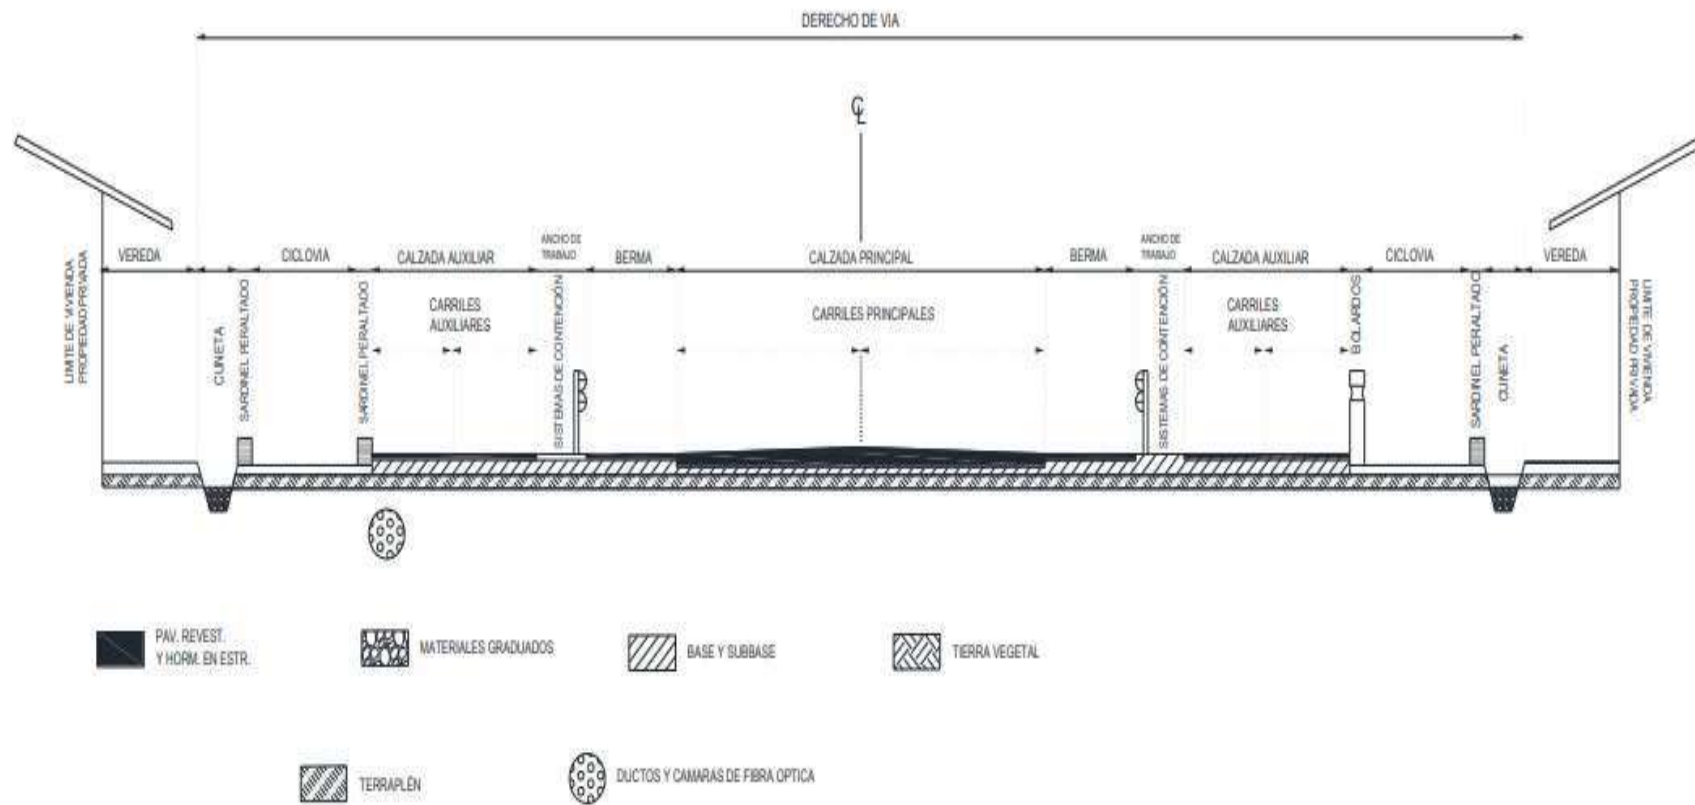 DERECHO DE VIA
CL
VEREDA
CICLOVIA
CALZADA AUXILIAR
ANCHO DE
TRABAJO
BERMA
CALZADA PRINCIPAL
BERMA
ANCHO DE
TRABAJO
CALZADA AUXILIAR
CICLOVIA
VEREDA
LIMITE DE VIVIENDA
PROPIEDAD PRIVADA
CUNETA
SARDINEL PERALTADO
SARDINEL PERALTADO
CARRILES
AUXILIARES
SISTEMAS DE CONTENCIÓN
CARRILES PRINCIPALES
SISTEMAS DE CONTENCIÓN
CARRILES
AUXILIARES
BOLARDOS
SARDINEL PERALTADO
CUNETA
LIMITE DE VIVIENDA
PROPIEDAD PRIVADA
PAV. REVEST.
Y HORM. EN ESTR.
MATERIALES GRADUADOS
BASE Y SUBBASE
TIERRA VEGETAL
TERRAPLÉN
DUCTOS Y CAMARAS DE FIBRA OPTICA